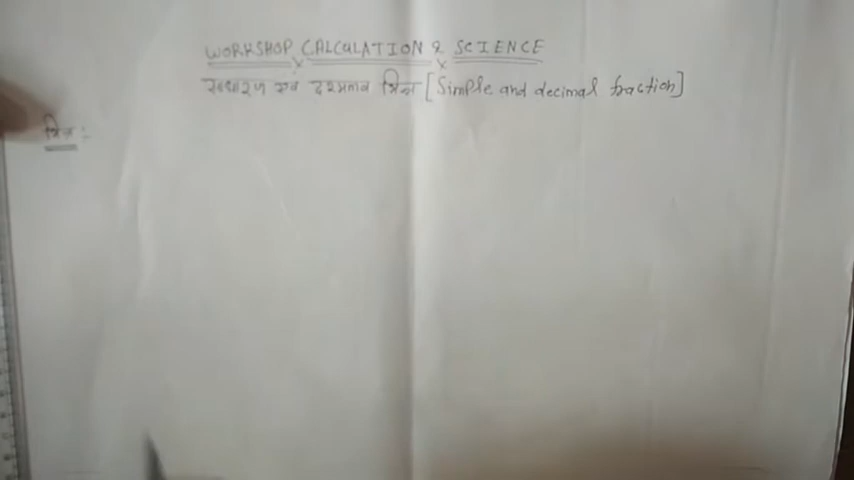 WORKSHOP CALCULATION & SCIENCE
साधारण एवं दशमलव भिन्न [Simple and decimal fraction]
भिन्न :